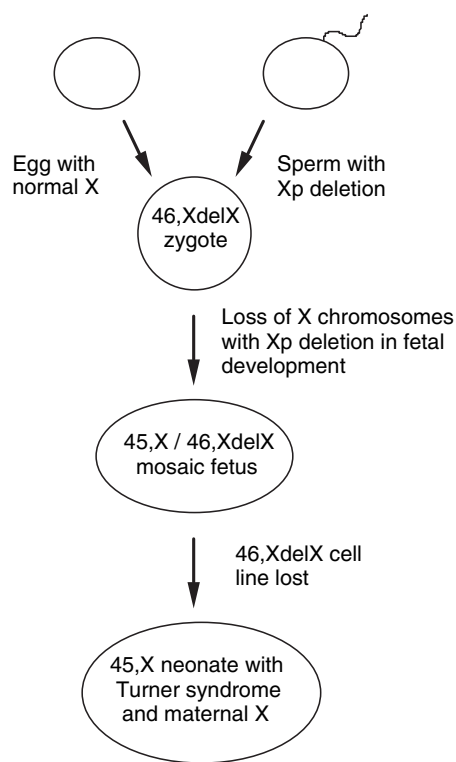 Egg with
normal X
Sperm with
Xp deletion
46,XdelX
zygote
Loss of X chromosomes
with Xp deletion in fetal
development
45,X / 46,XdelX
mosaic fetus
46,XdelX cell
line lost
45,X neonate with
Turner syndrome
and maternal X